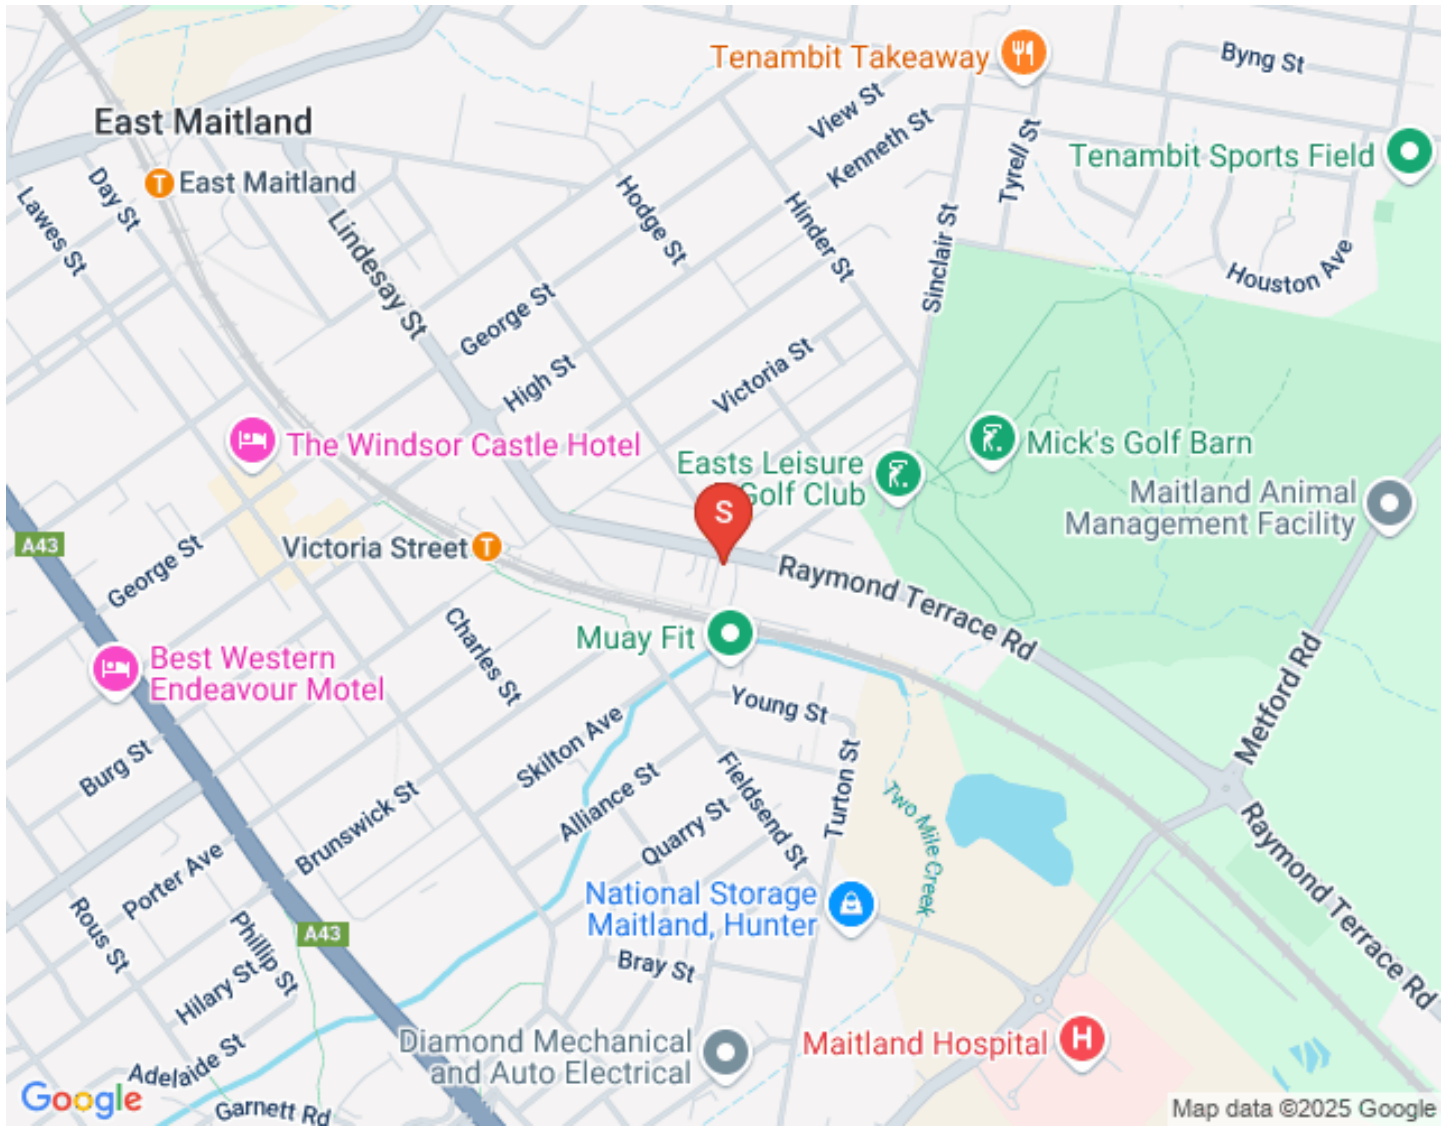 Tenambit Takeaway
Byng St
View St
Kenneth St
Tyrell St
East Maitland
Tenambit Sports Field
East Maitland
T
Day St
Lawes St
Hodge St
Hinder St
Sinclair St
Houston Ave
Lindesay St
George St
High St
Victoria St
The Windsor Castle Hotel
Easts Leisure
Golf Club
Mick's Golf Barn
Maitland Animal
Management Facility
S
A43
Victoria Street
T
George St
Raymond Terrace Rd
Charles St
Muay Fit
Best Western
Endeavour Motel
Metford Rd
Young St
Skilton Ave
Burg St
Alliance St
Fieldsend St
Turton St
Two Mile Creek
Quarry St
Brunswick St
Porter Ave
Raymond Terrace Rd
National Storage
Maitland, Hunter
Rous St
Phillip St
A43
Bray St
Hilary St
Diamond Mechanical
and Auto Electrical
Maitland Hospital
H
Adelaide St
Garnett Rd
Google
Map data ©2025 Google